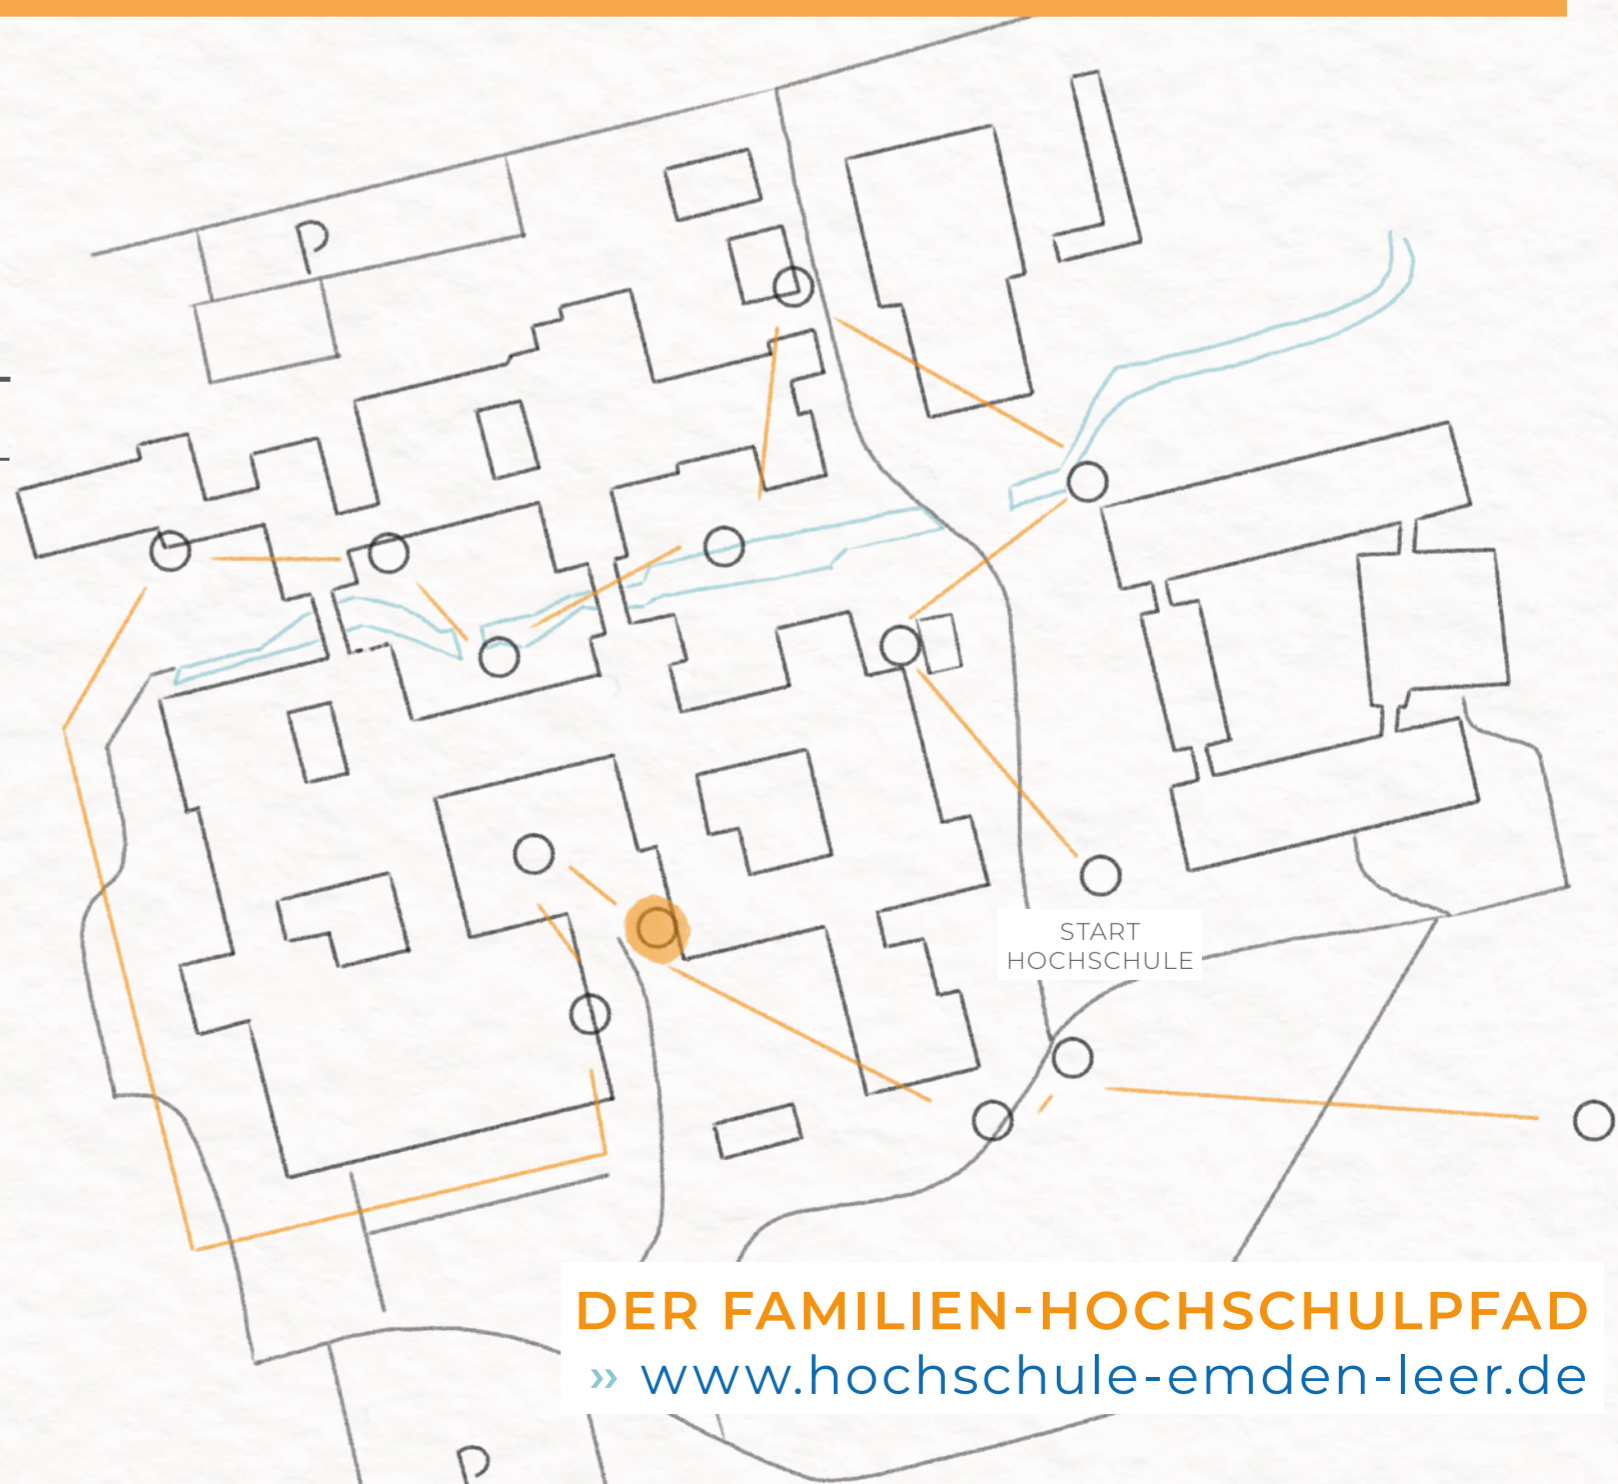 P
START
HOCHSCHULE
DER FAMILIEN-HOCHSCHULPFAD
» www.hochschule-emden-leer.de
P